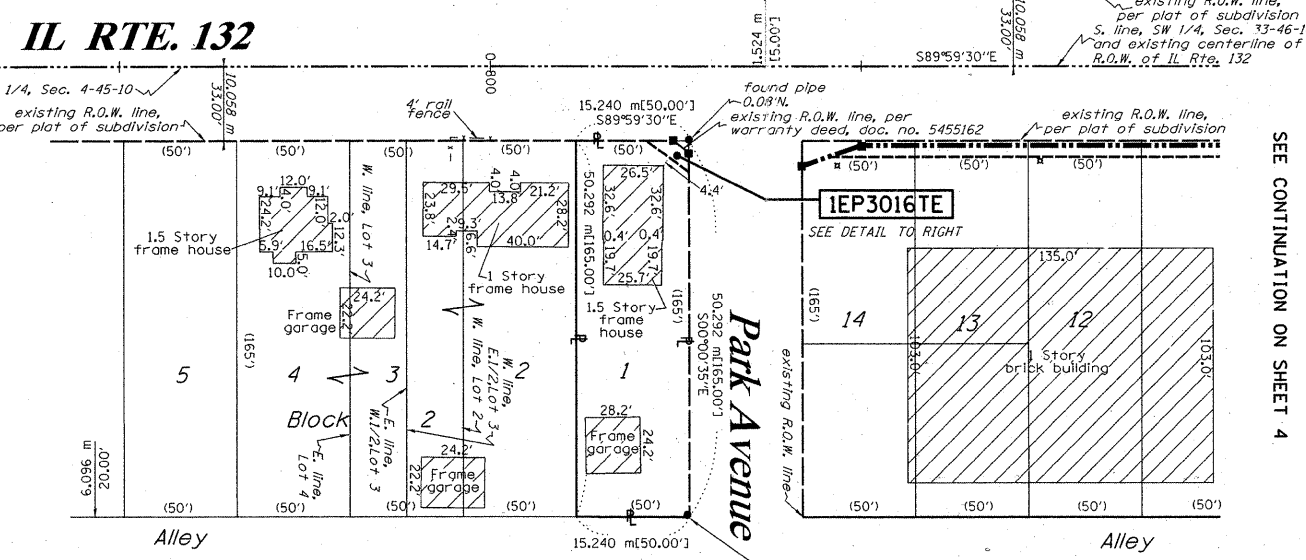 IL RTE. 132
1/4, Sec. 4-45-10
existing R.O.W. line,
per plat of subdivision
10.058 m
33.00'
0+800
4' rail
fence
15.240 m[50.00']
S89°59'30"E
1.524 m
[5.00']
found pipe
0.08'N.
existing R.O.W. line, per
warranty deed, doc. no. 5455162
S89°59'30"E
10.058 m
33.00'
existing R.O.W. line,
per plat of subdivision
S. line, SW 1/4, Sec. 33-46-1
and existing centerline of
R.O.W. of IL Rte. 132
existing R.O.W. line,
per plat of subdivision
(50')
(50')
(50')
(50')
(50')
(50')
(50')
(50')
12.0'
9.1'
4.0'
9.1'
12.0'
24.2'
2.0'
12.3'
5.9'
16.5'
5.0'
10.0'
1.5 Story
frame house
W. line, Lot 3
24.2'
22.2'
Frame
garage
29.5'
4.0'
4.0'
13.8'
21.2'
23.8'
28.2'
9.3'
2.4'
6.6'
14.7'
40.0'
1 Story
frame house
50.292 m[165.00']
26.5'
4.4'
32.6'
32.6'
0.4'
0.4'
19.7'
19.7'
25.7'
1.5 Story
frame
house
1EP3016TE
SEE DETAIL TO RIGHT
135.0'
103.0'
103.0'
1 Story
brick building
(165')
(165')
(165')
5
4
3
2
1
14
13
12
Block 2
E. line,
Lot 4
E. line,
W.1/2,Lot 3
W. line,
E.1/2,Lot 3
W. line, Lot 2
24.2'
22.2'
Frame
garage
28.2'
24.2'
Frame
garage
50.292 m[165.00']
S00°00'35"E
Park Avenue
existing R.O.W. line
6.096 m
20.00'
(50')
(50')
(50')
(50')
(50')
(50')
(50')
(50')
15.240 m[50.00']
Alley
Alley
SEE CONTINUATION ON SHEET 4